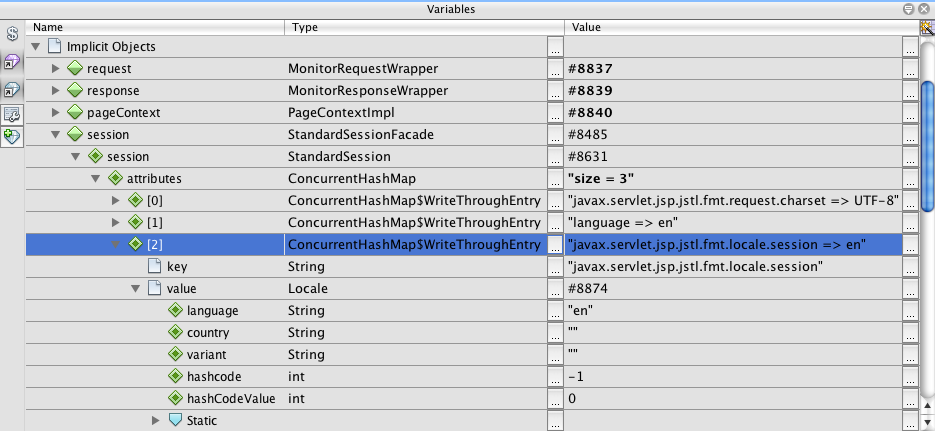 Variables
Name Type Value
Implicit Objects ... ...
request MonitorRequestWrapper ... #8837 ...
response MonitorResponseWrapper ... #8839 ...
pageContext PageContextImpl ... #8840 ...
session StandardSessionFacade ... #8485 ...
session StandardSession ... #8631 ...
attributes ConcurrentHashMap ... "size = 3" ...
[0] ConcurrentHashMap$WriteThroughEntry ... "javax.servlet.jsp.jstl.fmt.request.charset => UTF-8" ...
[1] ConcurrentHashMap$WriteThroughEntry ... "language => en" ...
[2] ConcurrentHashMap$WriteThroughEntry ... "javax.servlet.jsp.jstl.fmt.locale.session => en" ...
key String ... "javax.servlet.jsp.jstl.fmt.locale.session" ...
value Locale ... #8874 ...
language String ... "en" ...
country String ... "" ...
variant String ... "" ...
hashcode int ... -1 ...
hashCodeValue int ... 0 ...
Static ... ...